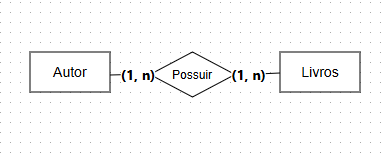 Autor (1, n) Possuir (1, n) Livros